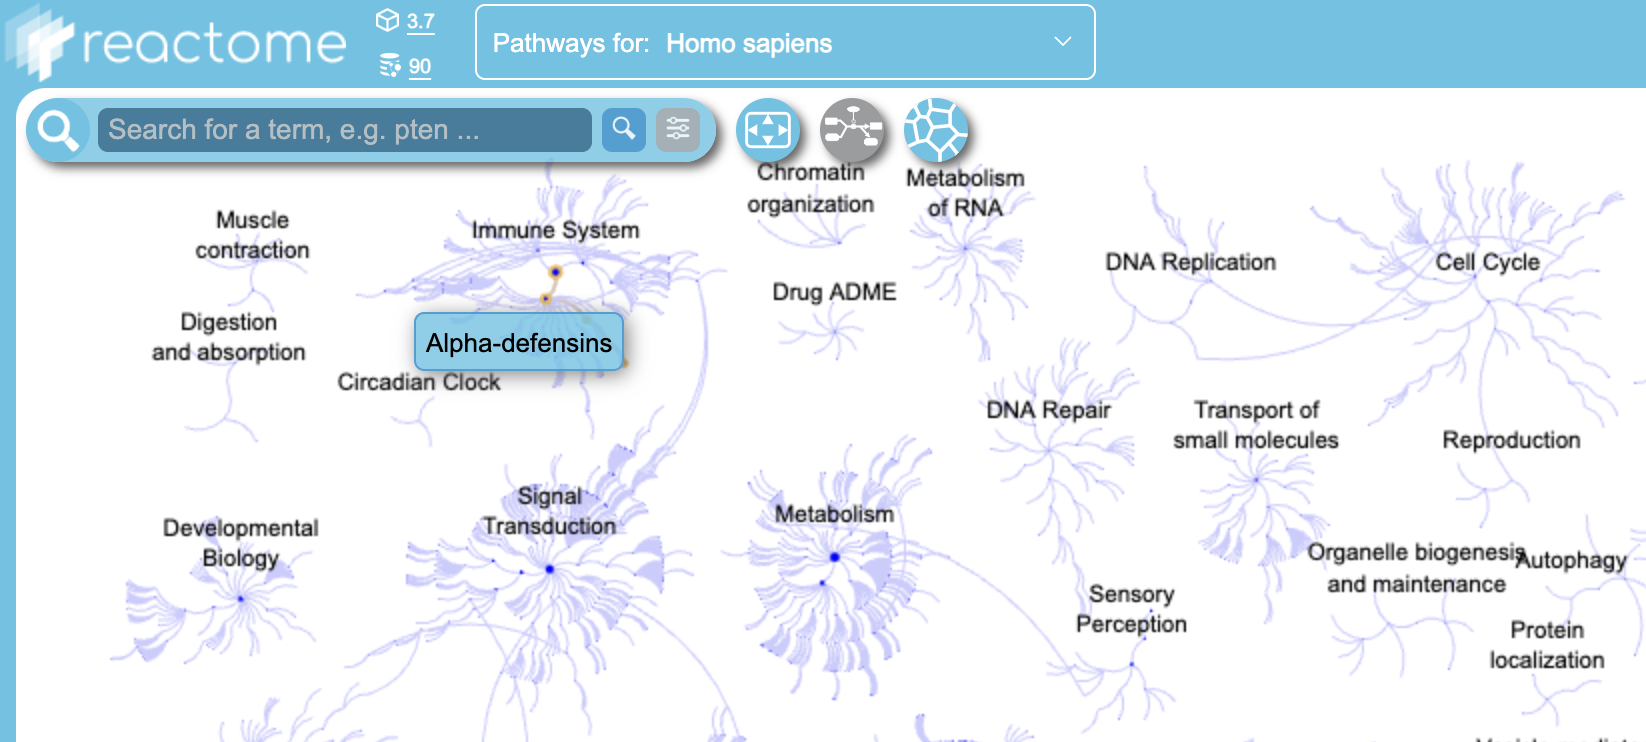 reactome
3.7
90
Pathways for: Homo sapiens
Search for a term, e.g. pten ...
Chromatin
organization
Metabolism
of RNA
Muscle
contraction
Immune System
DNA Replication
Cell Cycle
Drug ADME
Digestion
and absorption
Alpha-defensins
Circadian Clock
DNA Repair
Transport of
small molecules
Reproduction
Signal
Transduction
Metabolism
Developmental
Biology
Organelle biogenesis
and maintenance
Autophagy
Sensory
Perception
Protein
localization